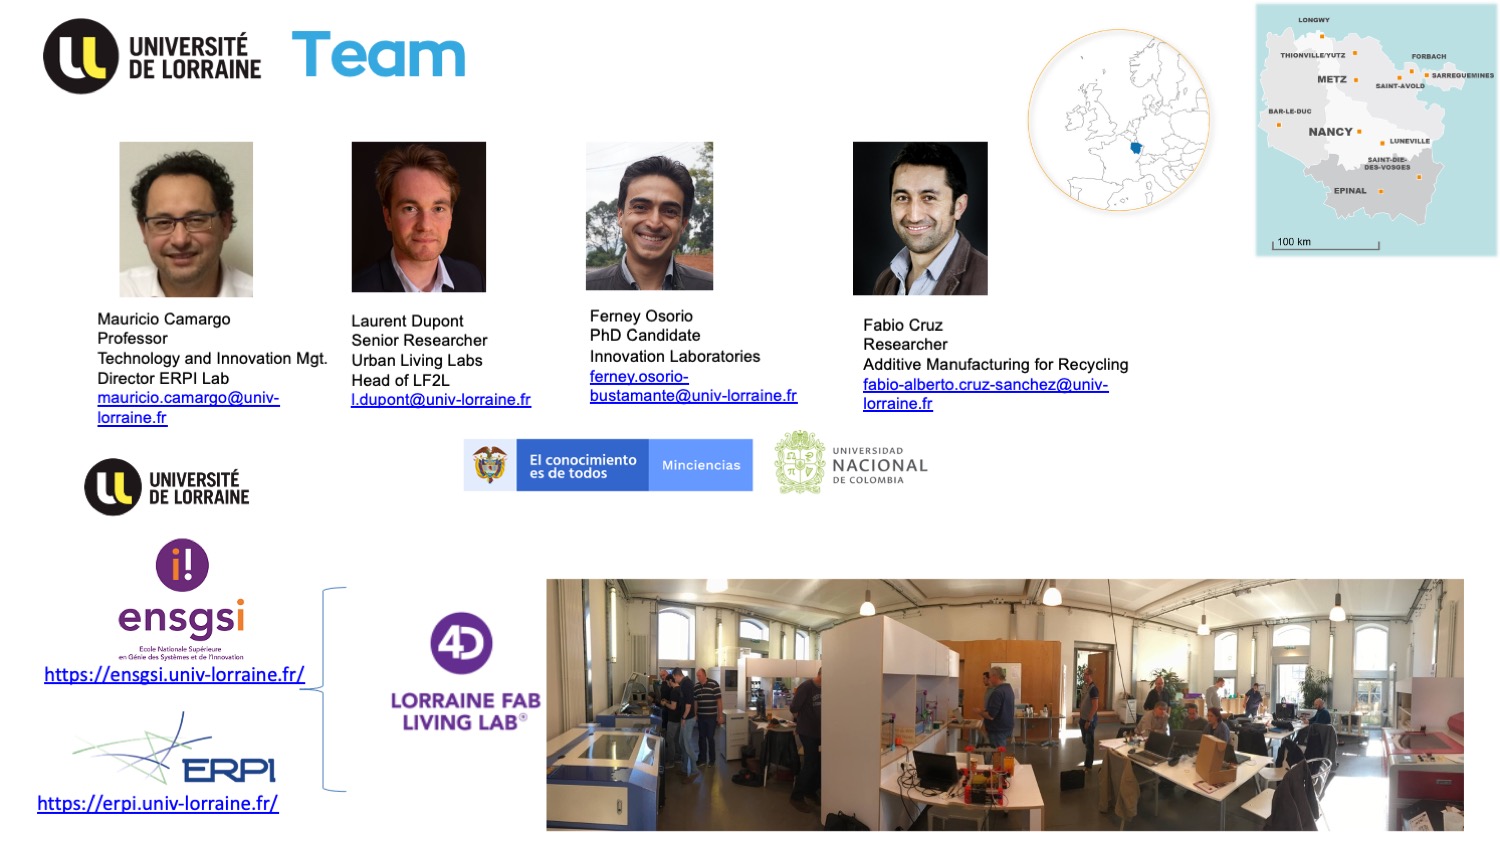 UNIVERSITÉ
DE LORRAINE
Team
LONGWY
THIONVILLE/YUTZ
FORBACH
METZ
SARREGUEMINES
SAINT-AVOLD
BAR-LE-DUC
NANCY
LUNEVILLE
SAINT-DIE-
DES-VOSGES
EPINAL
100 km
Mauricio Camargo
Professor
Technology and Innovation Mgt.
Director ERPI Lab
mauricio.camargo@univ-
lorraine.fr
Laurent Dupont
Senior Researcher
Urban Living Labs
Head of LF2L
l.dupont@univ-lorraine.fr
Ferney Osorio
PhD Candidate
Innovation Laboratories
ferney.osorio-
bustamante@univ-lorraine.fr
Fabio Cruz
Researcher
Additive Manufacturing for Recycling
fabio-alberto.cruz-sanchez@univ-
lorraine.fr
El conocimiento
es de todos
Minciencias
UNIVERSIDAD
NACIONAL
DE COLOMBIA
UNIVERSITÉ
DE LORRAINE
i!
ensgsi
Ecole Nationale Supérieure
en Génie des Systèmes et de l'Innovation
https://ensgsi.univ-lorraine.fr/
ERPI
https://erpi.univ-lorraine.fr/
4D
LORRAINE FAB
LIVING LAB®